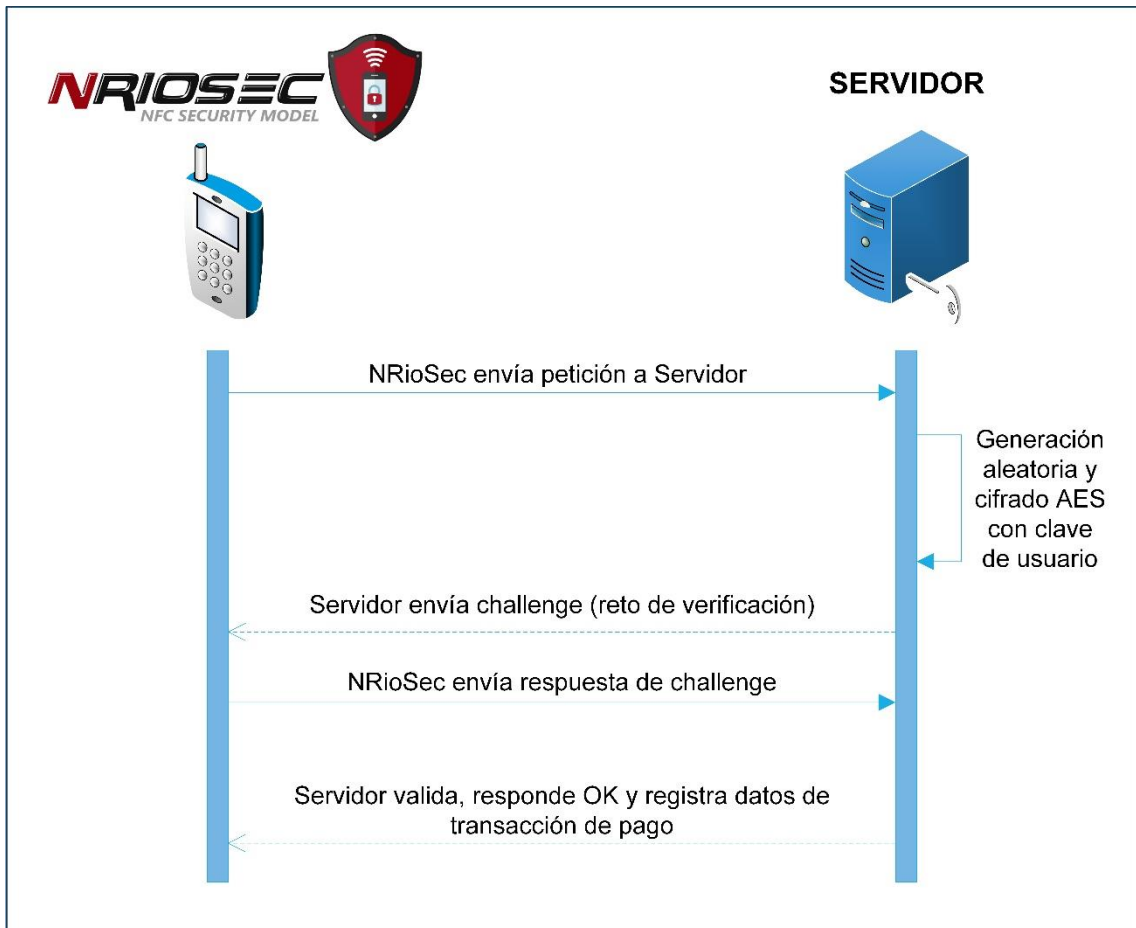 NRIOSEC
NFC SECURITY MODEL
SERVIDOR
NRioSec envía petición a Servidor
Generación
aleatoria y
cifrado AES
con clave
de usuario
Servidor envía challenge (reto de verificación)
NRioSec envía respuesta de challenge
Servidor valida, responde OK y registra datos de
transacción de pago